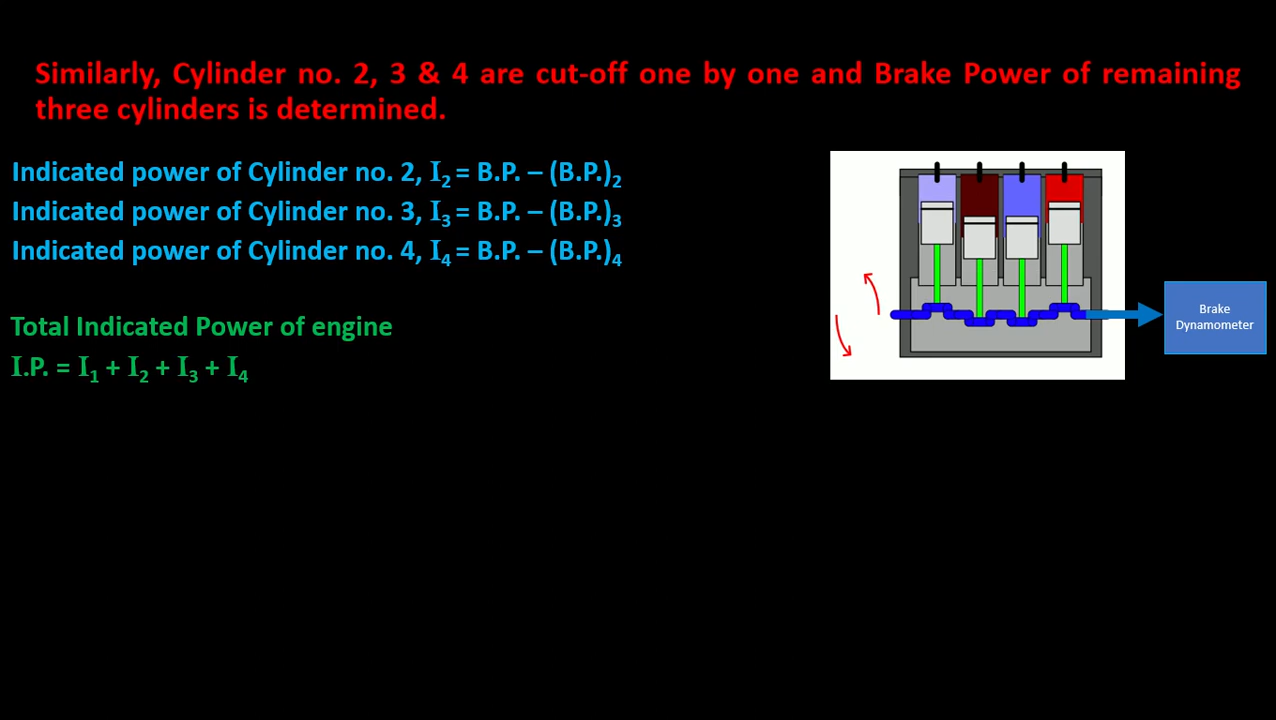 Similarly, Cylinder no. 2, 3 & 4 are cut-off one by one and Brake Power of remaining
three cylinders is determined.
Indicated power of Cylinder no. 2, I₂ = B.P. – (B.P.)₂
Indicated power of Cylinder no. 3, I₃ = B.P. – (B.P.)₃
Indicated power of Cylinder no. 4, I₄ = B.P. – (B.P.)₄
Total Indicated Power of engine
I.P. = I₁ + I₂ + I₃ + I₄
Brake
Dynamometer